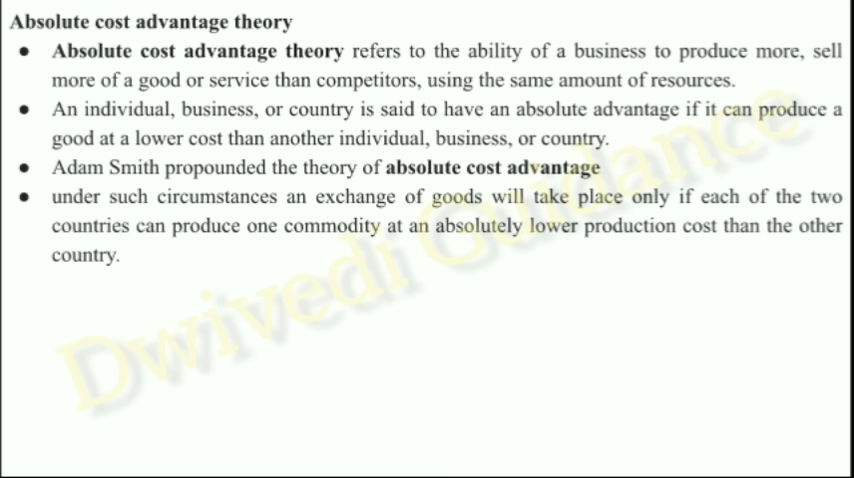 Absolute cost advantage theory
● Absolute cost advantage theory refers to the ability of a business to produce more, sell
more of a good or service than competitors, using the same amount of resources.
● An individual, business, or country is said to have an absolute advantage if it can produce a
good at a lower cost than another individual, business, or country.
● Adam Smith propounded the theory of absolute cost advantage
● under such circumstances an exchange of goods will take place only if each of the two
countries can produce one commodity at an absolutely lower production cost than the other
country.
Dwivedi Guidance